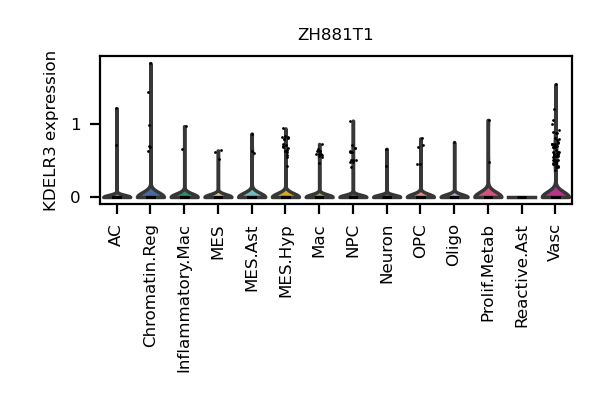 ZH881T1
KDELR3 expression
1
0
AC
Chromatin.Reg
Inflammatory.Mac
MES
MES.Ast
MES.Hyp
Mac
NPC
Neuron
OPC
Oligo
Prolif.Metab
Reactive.Ast
Vasc